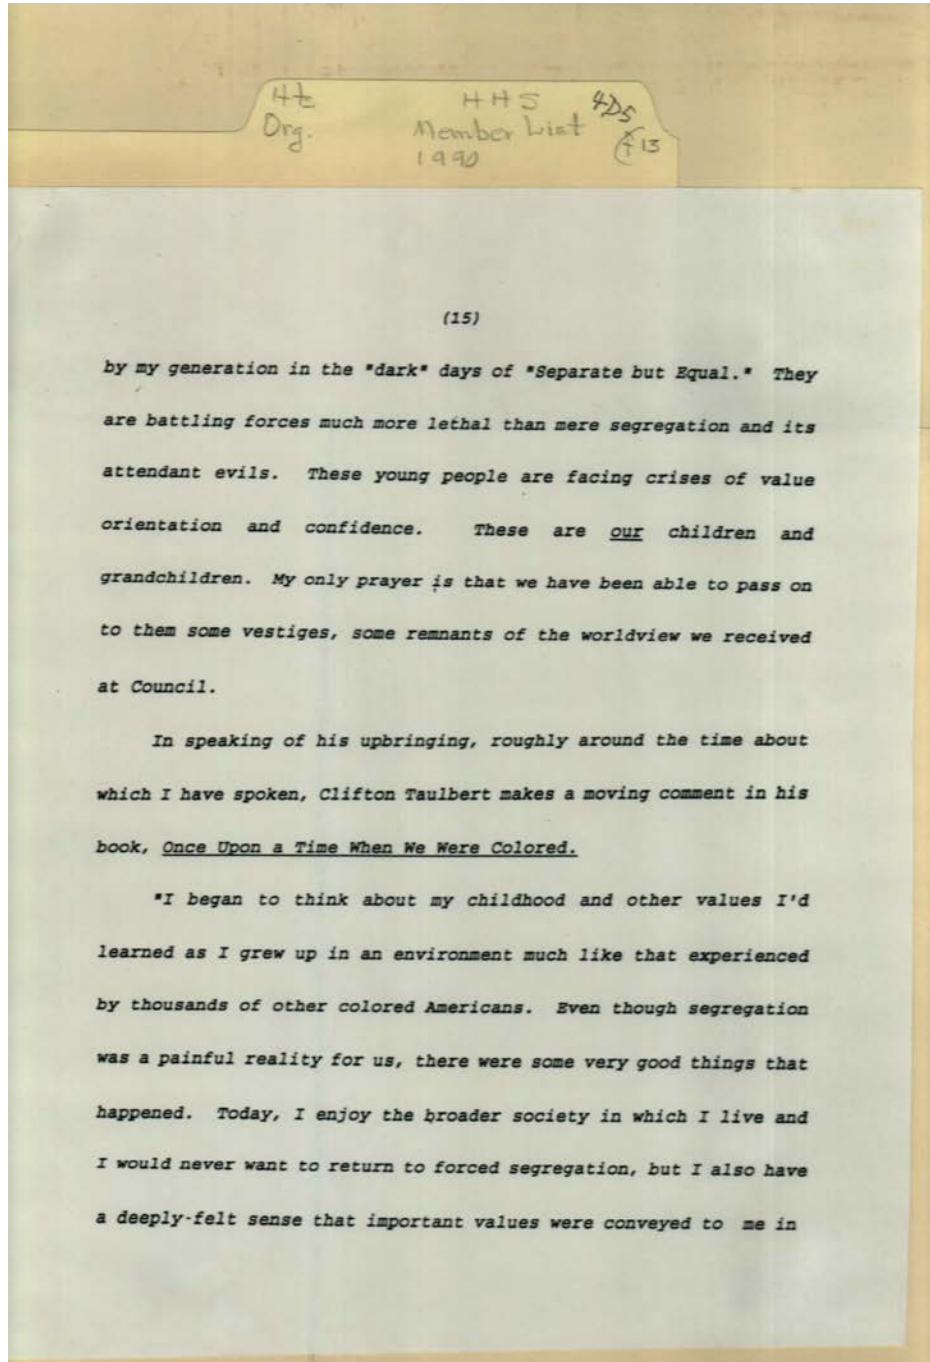 Hts HHS 4D5
Org. Member List f 13
1990
(15)
by my generation in the "dark" days of "Separate but Equal." They
are battling forces much more lethal than mere segregation and its
attendant evils. These young people are facing crises of value
orientation and confidence. These are our children and
grandchildren. My only prayer is that we have been able to pass on
to them some vestiges, some remnants of the worldview we received
at Council.
In speaking of his upbringing, roughly around the time about
which I have spoken, Clifton Taulbert makes a moving comment in his
book, Once Upon a Time When We Were Colored.
"I began to think about my childhood and other values I'd
learned as I grew up in an environment much like that experienced
by thousands of other colored Americans. Even though segregation
was a painful reality for us, there were some very good things that
happened. Today, I enjoy the broader society in which I live and
I would never want to return to forced segregation, but I also have
a deeply-felt sense that important values were conveyed to me in